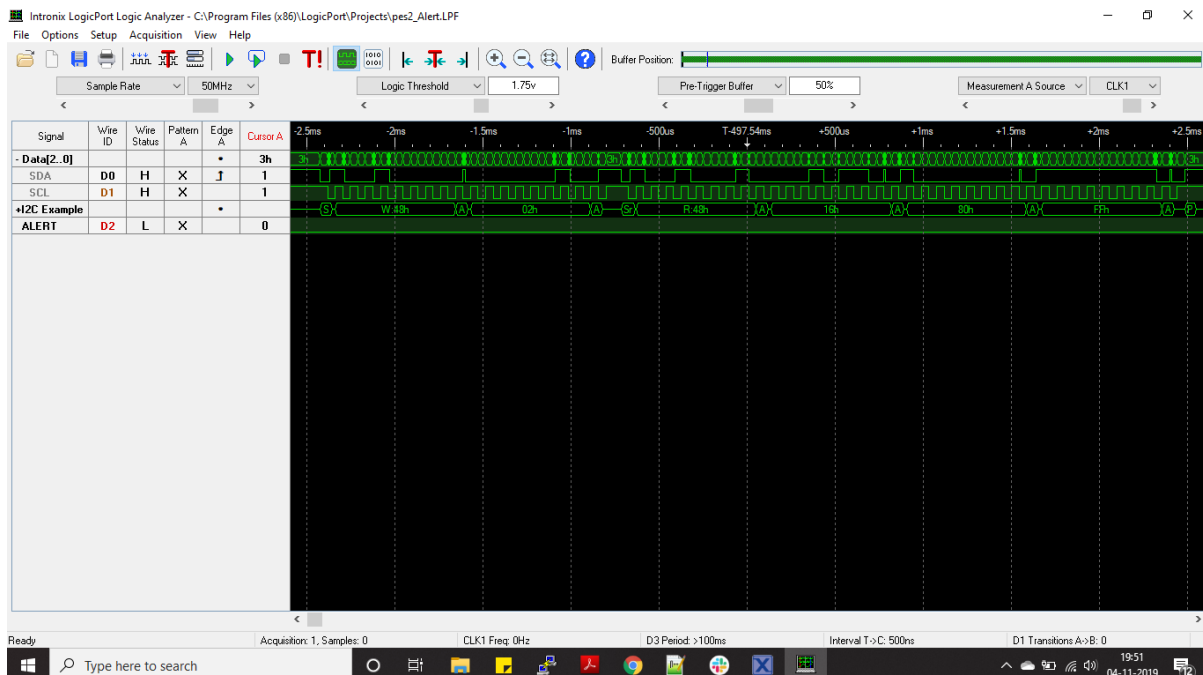 Intronix LogicPort Logic Analyzer - C:\Program Files (x86)\LogicPort\Projects\pes2_Alert.LPF
File Options Setup Acquisition View Help
T! Buffer Position:
Sample Rate 50MHz Logic Threshold 1.75v Pre-Trigger Buffer 50% Measurement A Source CLK1
Signal Wire ID Wire Status Pattern A Edge A Cursor A -2.5ms -2ms -1.5ms -1ms -500us T-497.54ms +500us +1ms +1.5ms +2ms +2.5ms
- Data[2..0] 3h 3h 3h 3h
SDA D0 H X 1
SCL D1 H X 1
+I2C Example S W:48h A 02h A Sr R:48h A 16h A 80h A FFh A P
ALERT D2 L X 0
Ready Acquisition: 1, Samples: 0 CLK1 Freq: 0Hz D3 Period: >100ms Interval T->C: 500ns D1 Transitions A->B: 0
Type here to search 19:51
04-11-2019